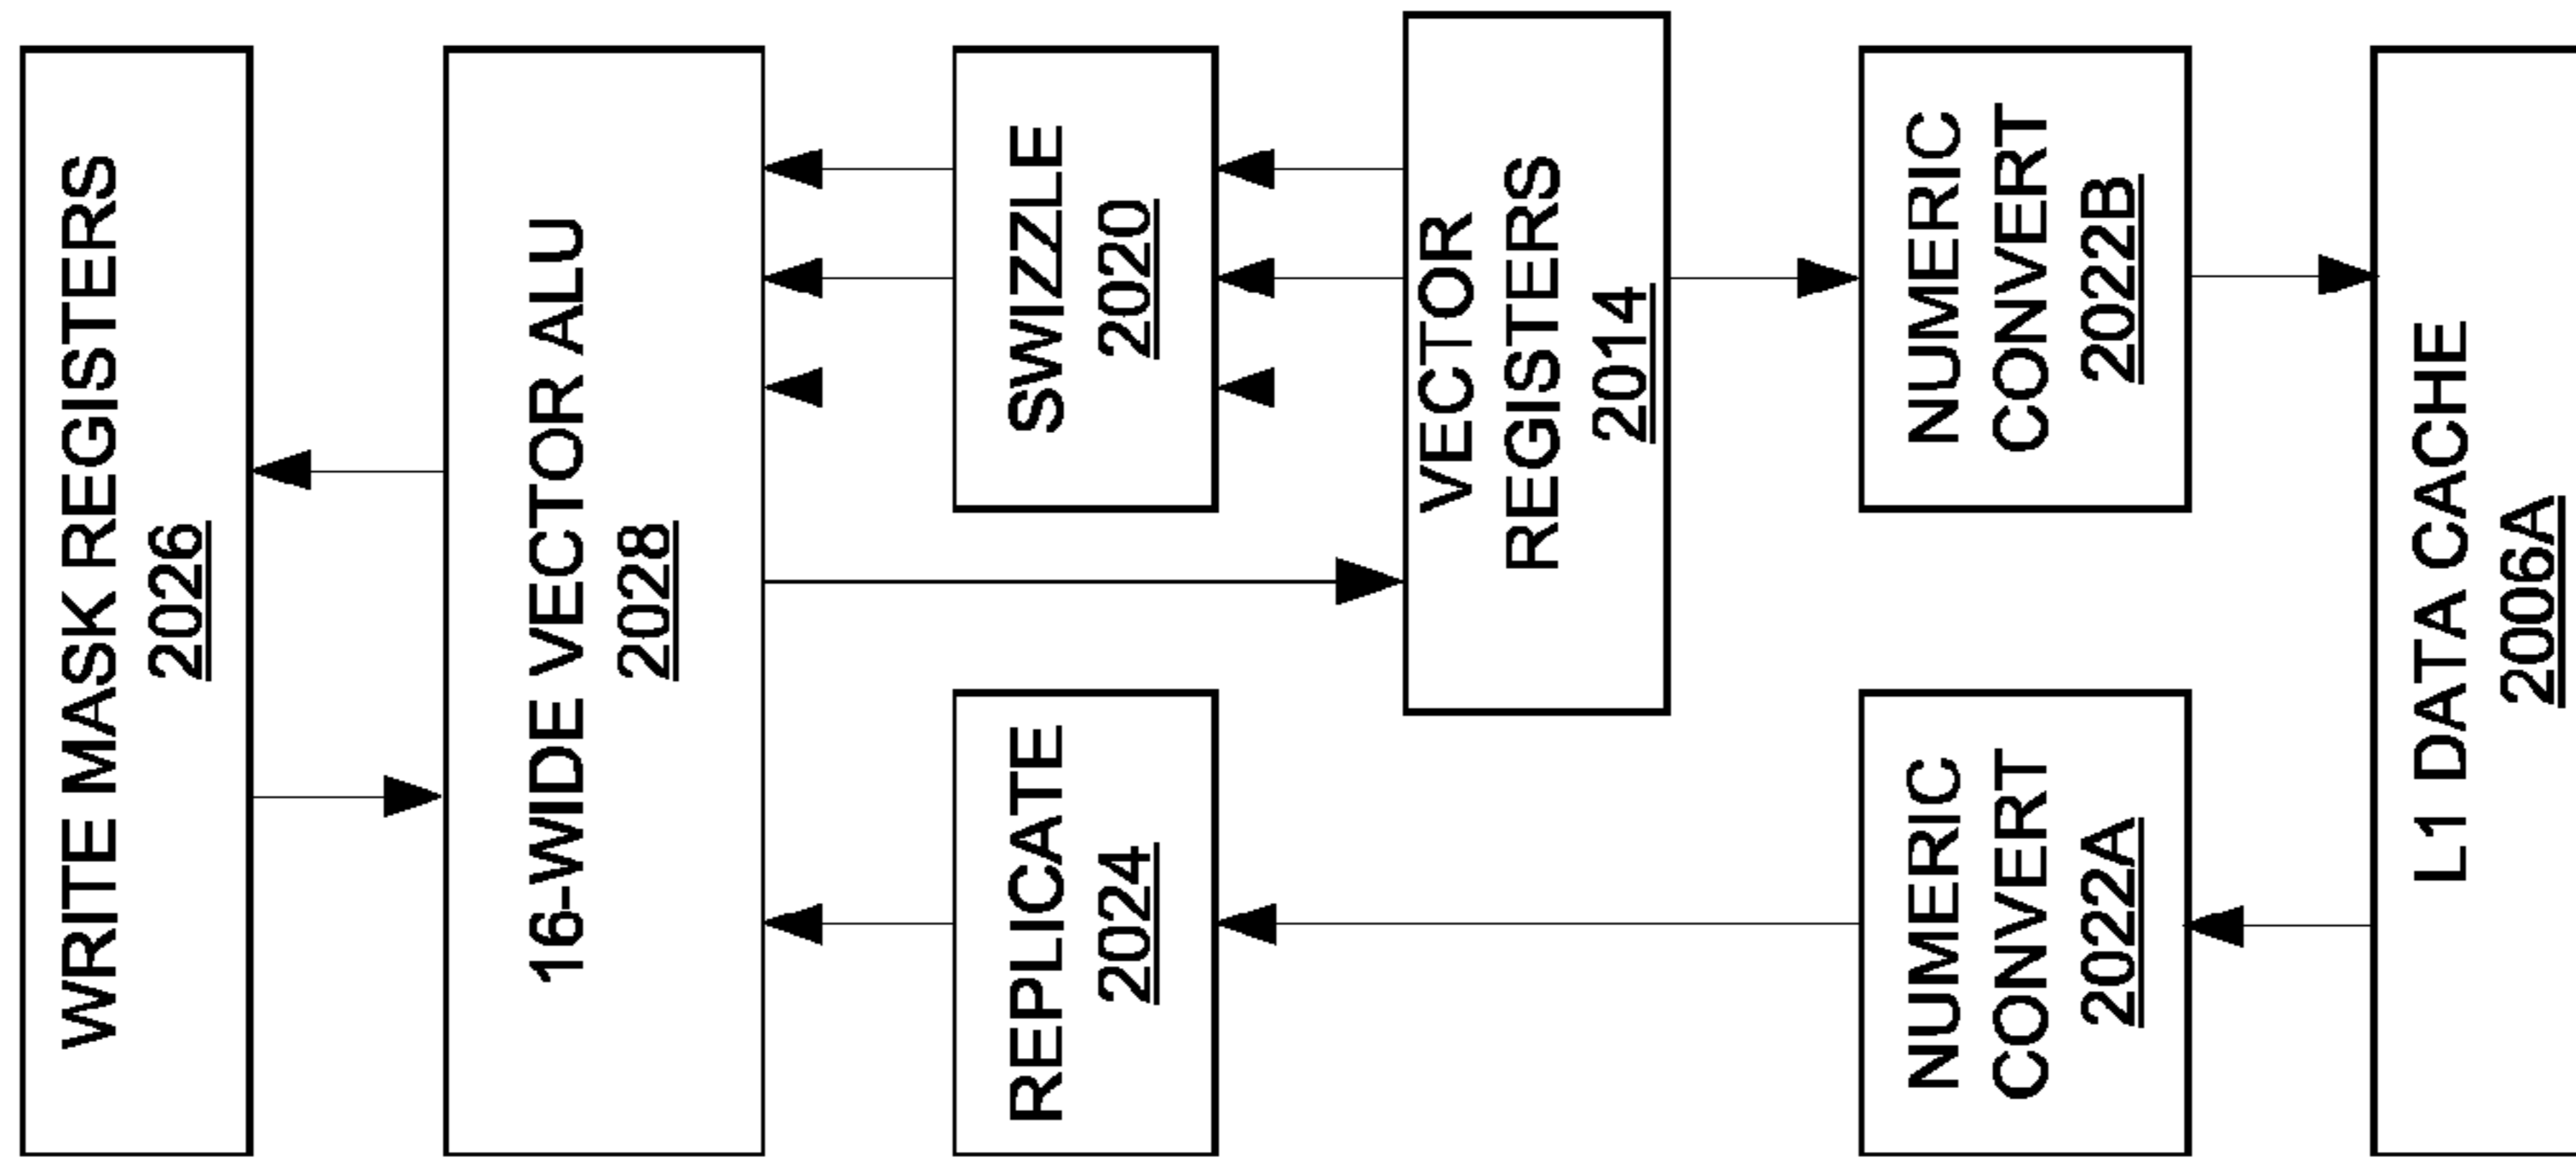 WRITE MASK REGISTERS
2026
16-WIDE VECTOR ALU
2028
REPLICATE
2024
SWIZZLE
2020
VECTOR
REGISTERS
2014
NUMERIC
CONVERT
2022A
NUMERIC
CONVERT
2022B
L1 DATA CACHE
2006A